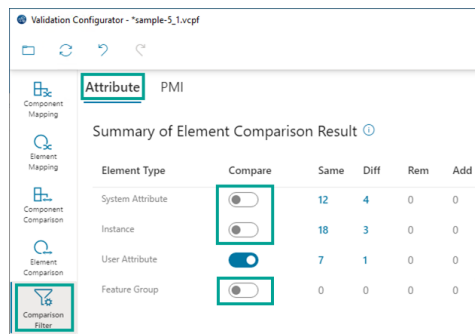 Validation Configurator - *sample-5_1.vcpf
Attribute PMI
Component
Mapping
Element
Mapping
Component
Comparison
Element
Comparison
Comparison
Filter
Summary of Element Comparison Result
Element Type Compare Same Diff Rem Add
System Attribute 12 4 0 0
Instance 18 3 0 0
User Attribute 7 1 0 0
Feature Group 0 0 0 0